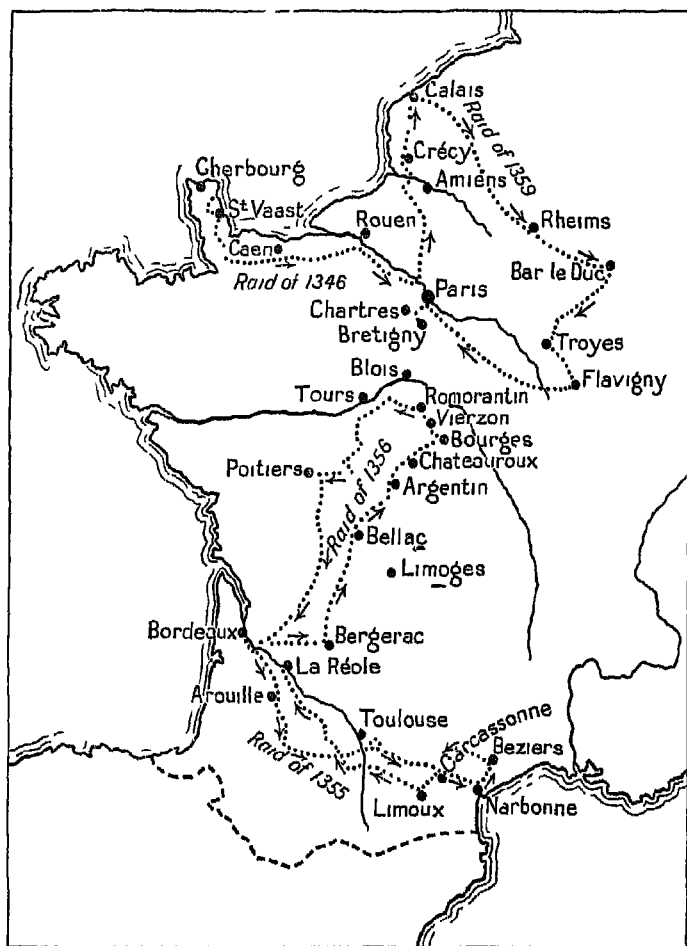 Calais
Raid of 1359
Crécy
Amiens
Cherbourg
St. Vaast
Rouen
Rheims
Caen
Bar le Duc
Raid of 1346
Paris
Chartres
Bretigny
Troyes
Blois
Flavigny
Tours
Romorantin
Vierzon
Bourges
Poitiers
Chateauroux
Raid of 1356
Argentin
Bellac
Limoges
Bordeaux
Bergerac
La Réole
Arouille
Toulouse
Carcassonne
Beziers
Raid of 1355
Limoux
Narbonne